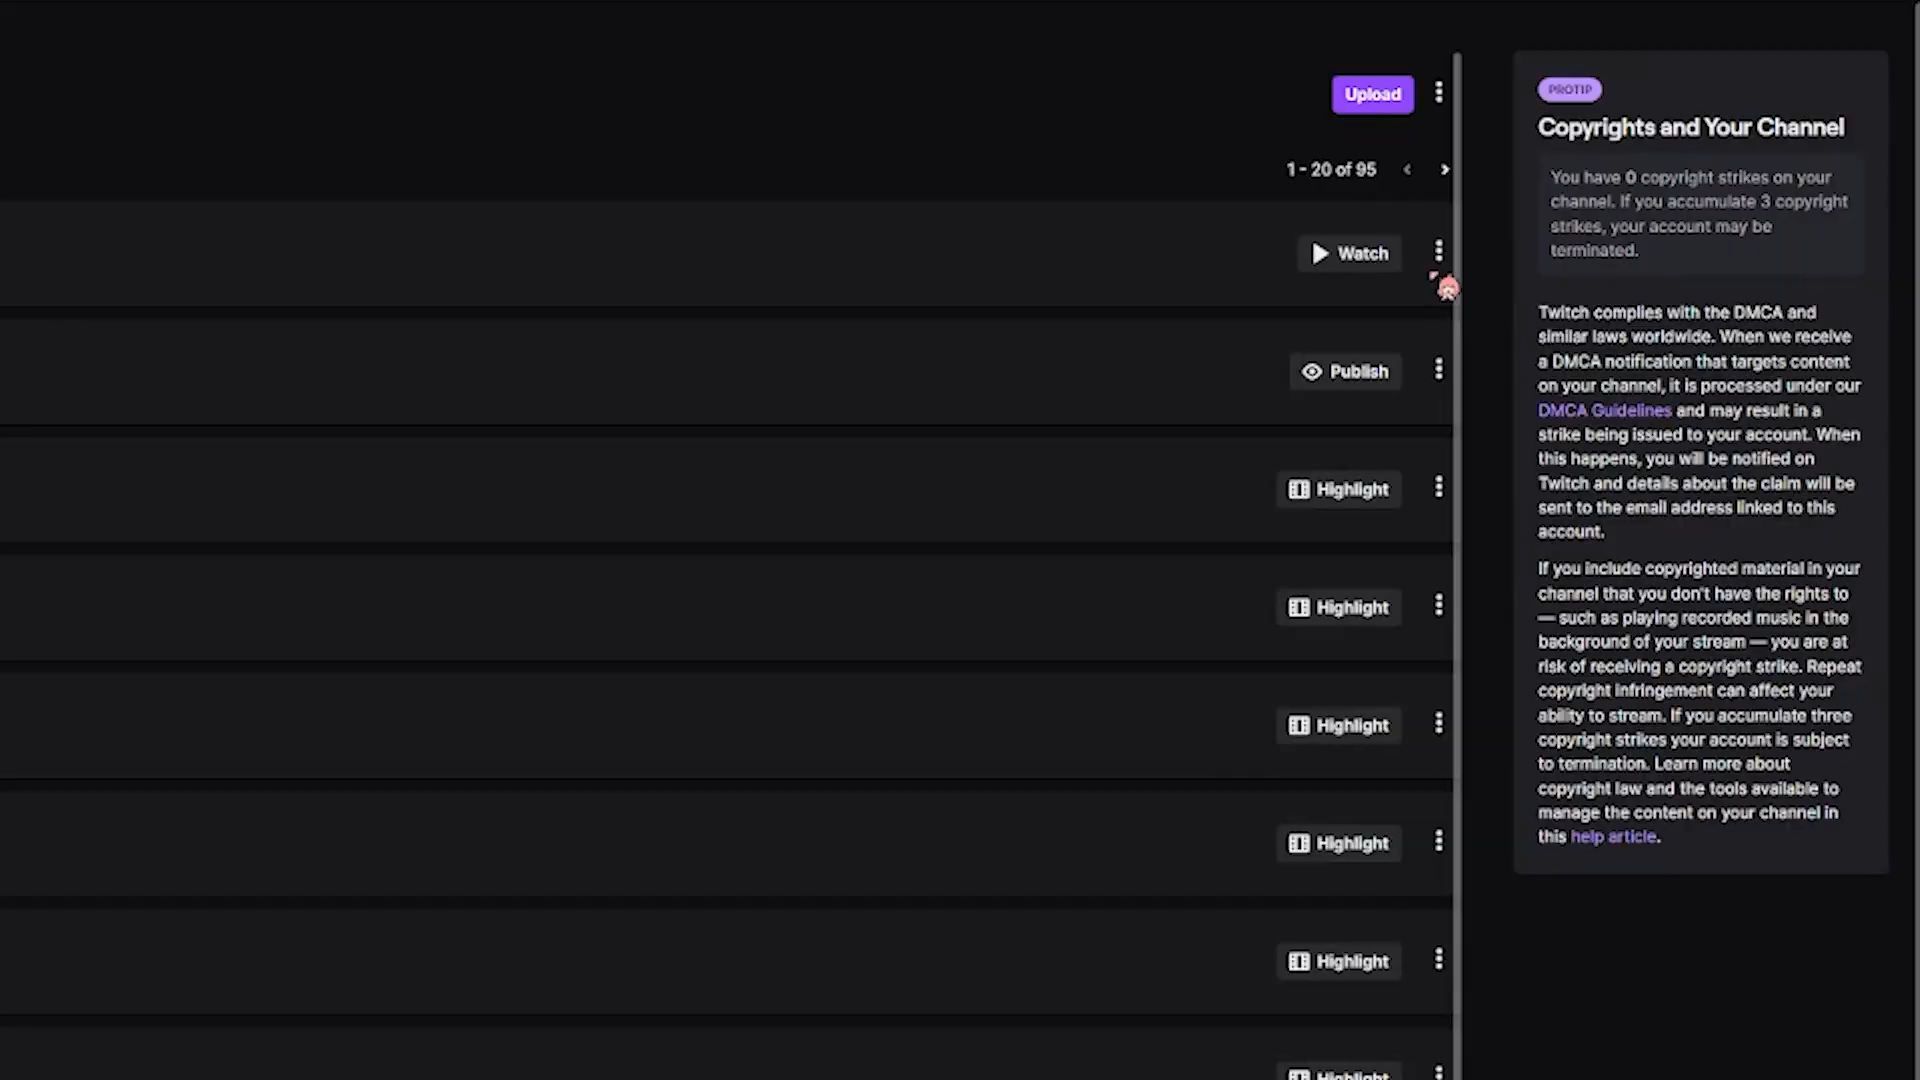 Upload
1 - 20 of 95
Watch
Publish
Highlight
Highlight
Highlight
Highlight
Highlight
Highlight
PROTIP
Copyrights and Your Channel
You have 0 copyright strikes on your
channel. If you accumulate 3 copyright
strikes, your account may be
terminated.
Twitch complies with the DMCA and
similar laws worldwide. When we receive
a DMCA notification that targets content
on your channel, it is processed under our
DMCA Guidelines and may result in a
strike being issued to your account. When
this happens, you will be notified on
Twitch and details about the claim will be
sent to the email address linked to this
account.
If you include copyrighted material in your
channel that you don't have the rights to
— such as playing recorded music in the
background of your stream — you are at
risk of receiving a copyright strike. Repeat
copyright infringement can affect your
ability to stream. If you accumulate three
copyright strikes your account is subject
to termination. Learn more about
copyright law and the tools available to
manage the content on your channel in
this help article.